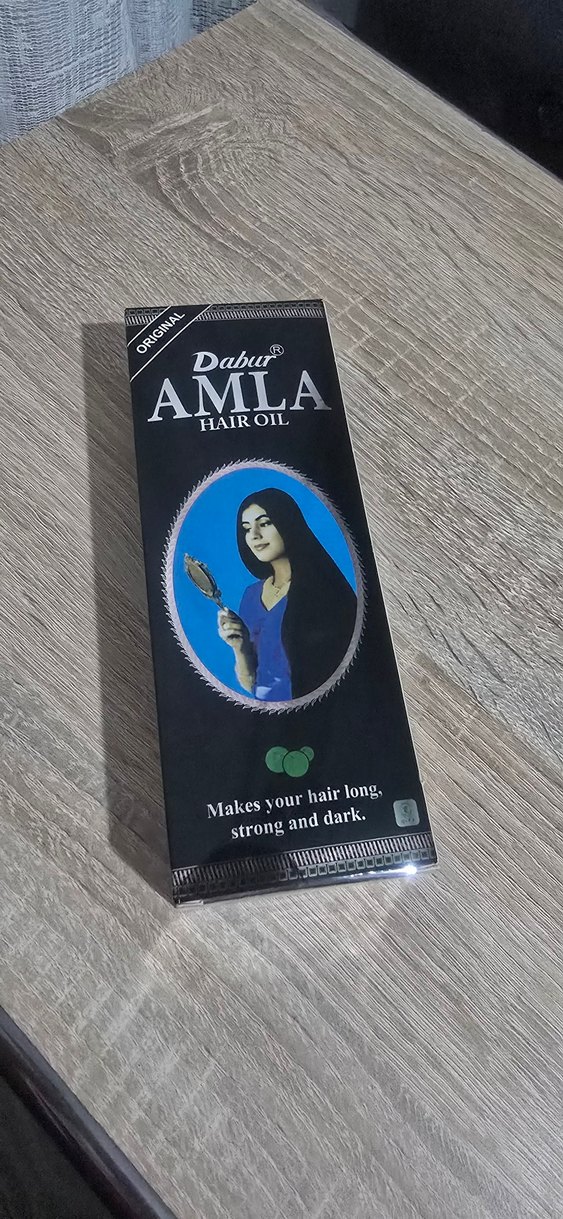 ORIGINAL
Dabur®
AMLA
HAIR OIL
Makes your hair long,
strong and dark.